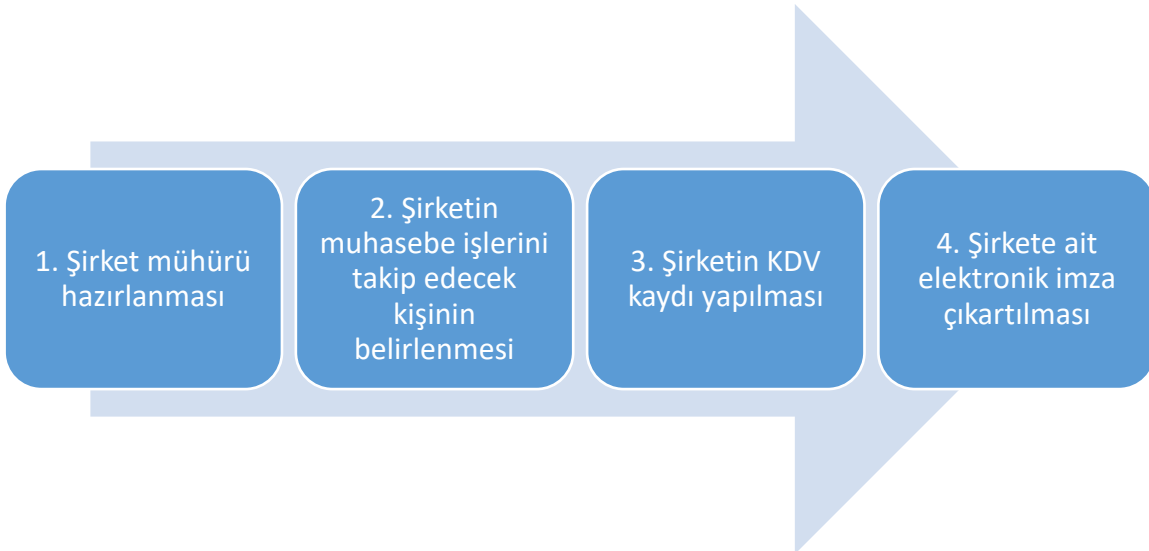 1. Şirket mühürü
hazırlanması
2. Şirketin
muhasebe işlerini
takip edecek
kişinin
belirlenmesi
3. Şirketin KDV
kaydı yapılması
4. Şirkete ait
elektronik imza
çıkartılması